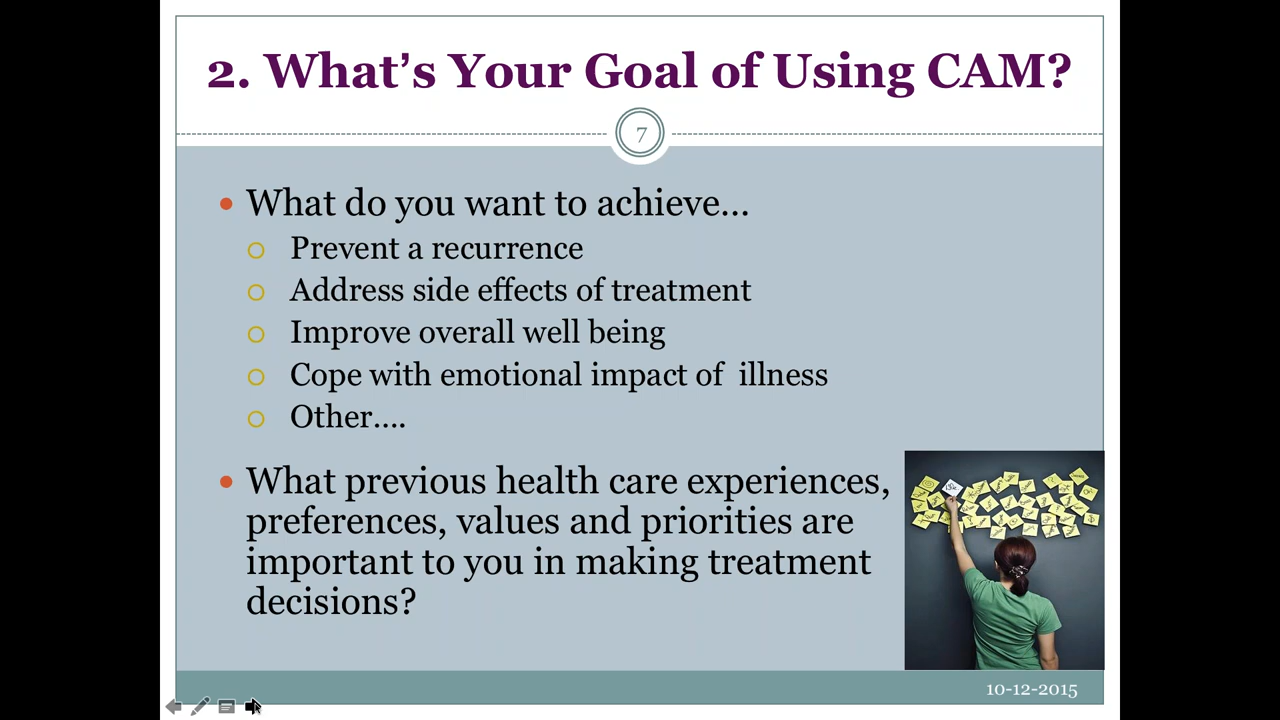 2. What’s Your Goal of Using CAM?
7
What do you want to achieve…
Prevent a recurrence
Address side effects of treatment
Improve overall well being
Cope with emotional impact of  illness
Other….
What previous health care experiences,
preferences, values and priorities are
important to you in making treatment
decisions?
10-12-2015